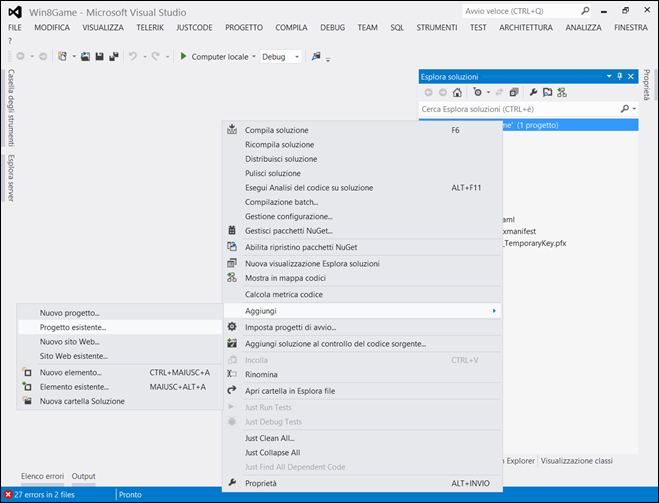 Win8Game - Microsoft Visual Studio
Avvio veloce (CTRL+Q)
FILE MODIFICA VISUALIZZA TELERIK JUSTCODE PROGETTO COMPILA DEBUG TEAM SQL STRUMENTI TEST ARCHITETTURA ANALIZZA FINESTRA
?
Computer locale Debug
Casella degli strumenti
Esplora server
Esplora soluzioni
Proprietà
Cerca Esplora soluzioni (CTRL+è)
me' (1 progetto)
aml
xmanifest
_TemporaryKey.pfx
Compila soluzione F6
Ricompila soluzione
Distribuisci soluzione
Pulisci soluzione
Esegui Analisi del codice su soluzione ALT+F11
Compilazione batch...
Gestione configurazione...
Gestisci pacchetti NuGet...
Abilita ripristino pacchetti NuGet
Nuova visualizzazione Esplora soluzioni
Mostra in mappa codici
Calcola metrica codice
Aggiungi
Imposta progetti di avvio...
Aggiungi soluzione al controllo del codice sorgente...
Incolla CTRL+V
Rinomina
Apri cartella in Esplora file
Just Run Tests
Just Debug Tests
Just Clean All...
Just Collapse All
Just Find All Dependent Code
Proprietà ALT+INVIO
Nuovo progetto...
Progetto esistente...
Nuovo sito Web...
Sito Web esistente...
Nuovo elemento... CTRL+MAIUSC+A
Elemento esistente... MAIUSC+ALT+A
Nuova cartella Soluzione
n Explorer Visualizzazione classi
Elenco errori Output
27 errors in 2 files Pronto